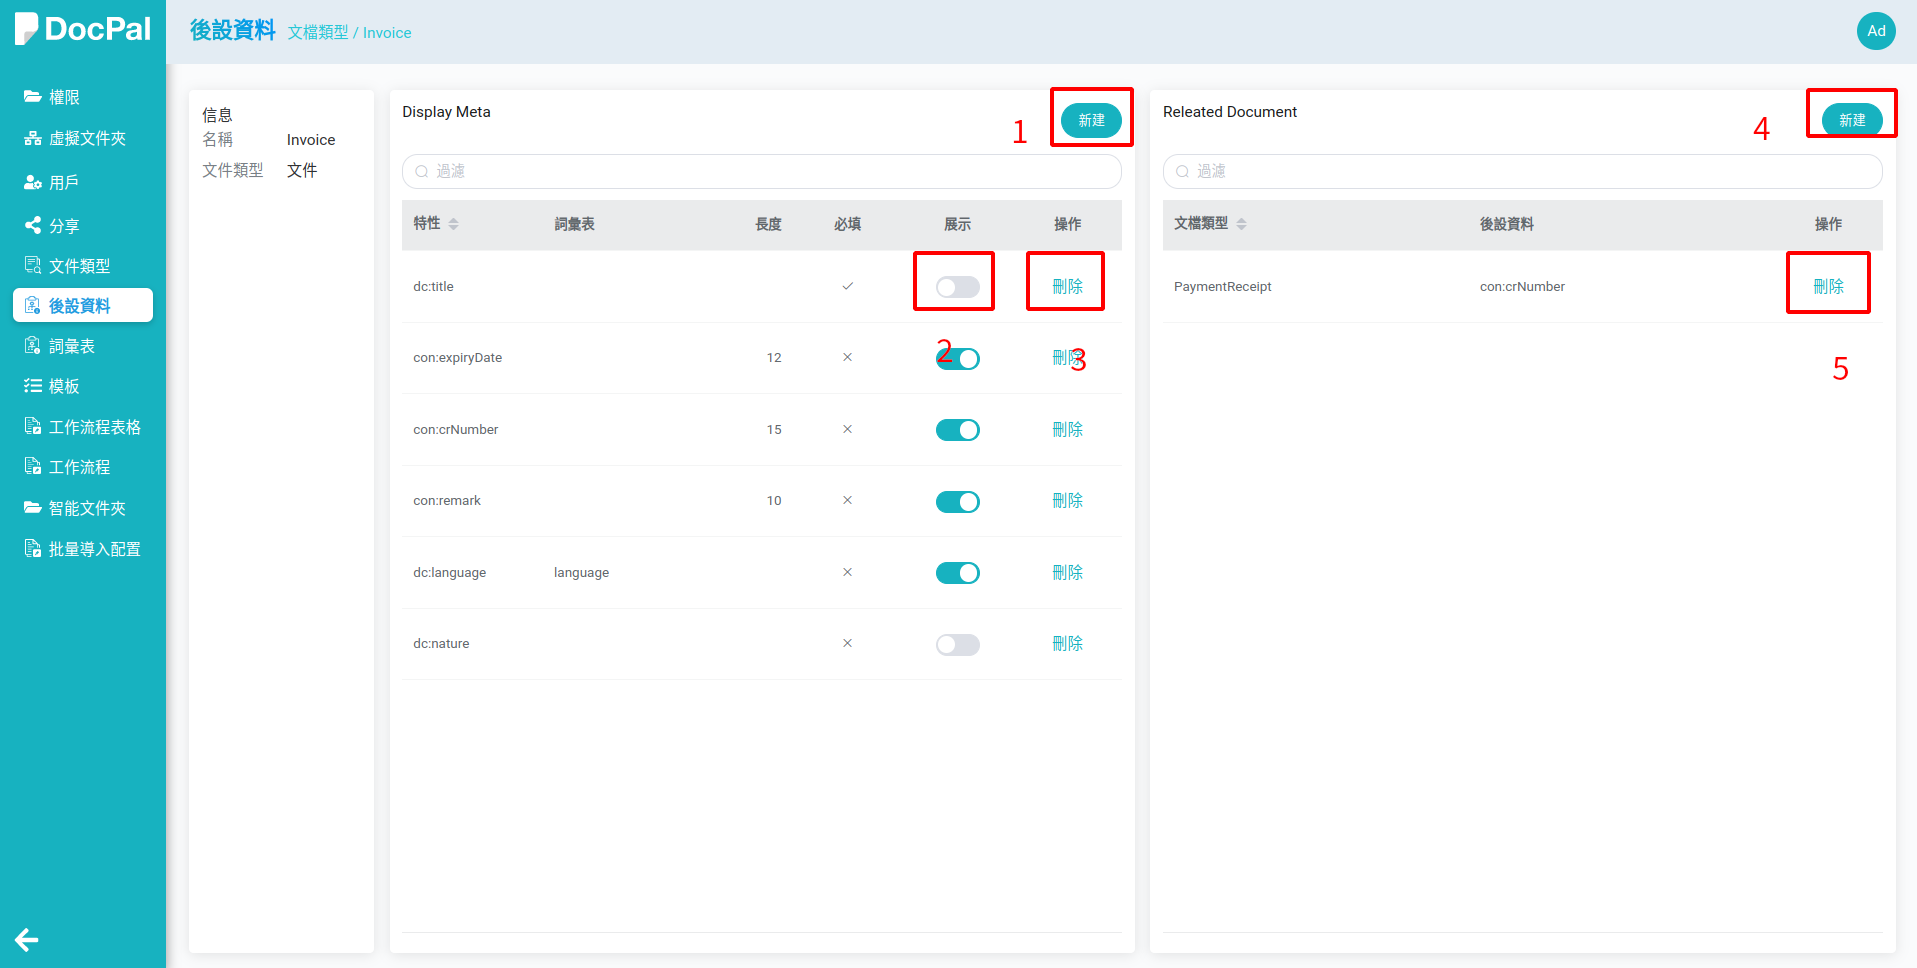 DocPal
後設資料 文檔類型 / Invoice
Ad
權限
虛擬文件夾
用戶
分享
文件類型
後設資料
詞彙表
模板
工作流程表格
工作流程
智能文件夾
批量導入配置
信息
名稱 Invoice
文件類型 文件
Display Meta
1 新建
過濾
特性 詞彙表 長度 必填 展示 操作
dc:title 刪除
con:expiryDate 12 2 刪除 3
con:crNumber 15 刪除
con:remark 10 刪除
dc:language language 刪除
dc:nature 刪除
Releated Document
4 新建
過濾
文檔類型 後設資料 操作
PaymentReceipt con:crNumber 刪除
5